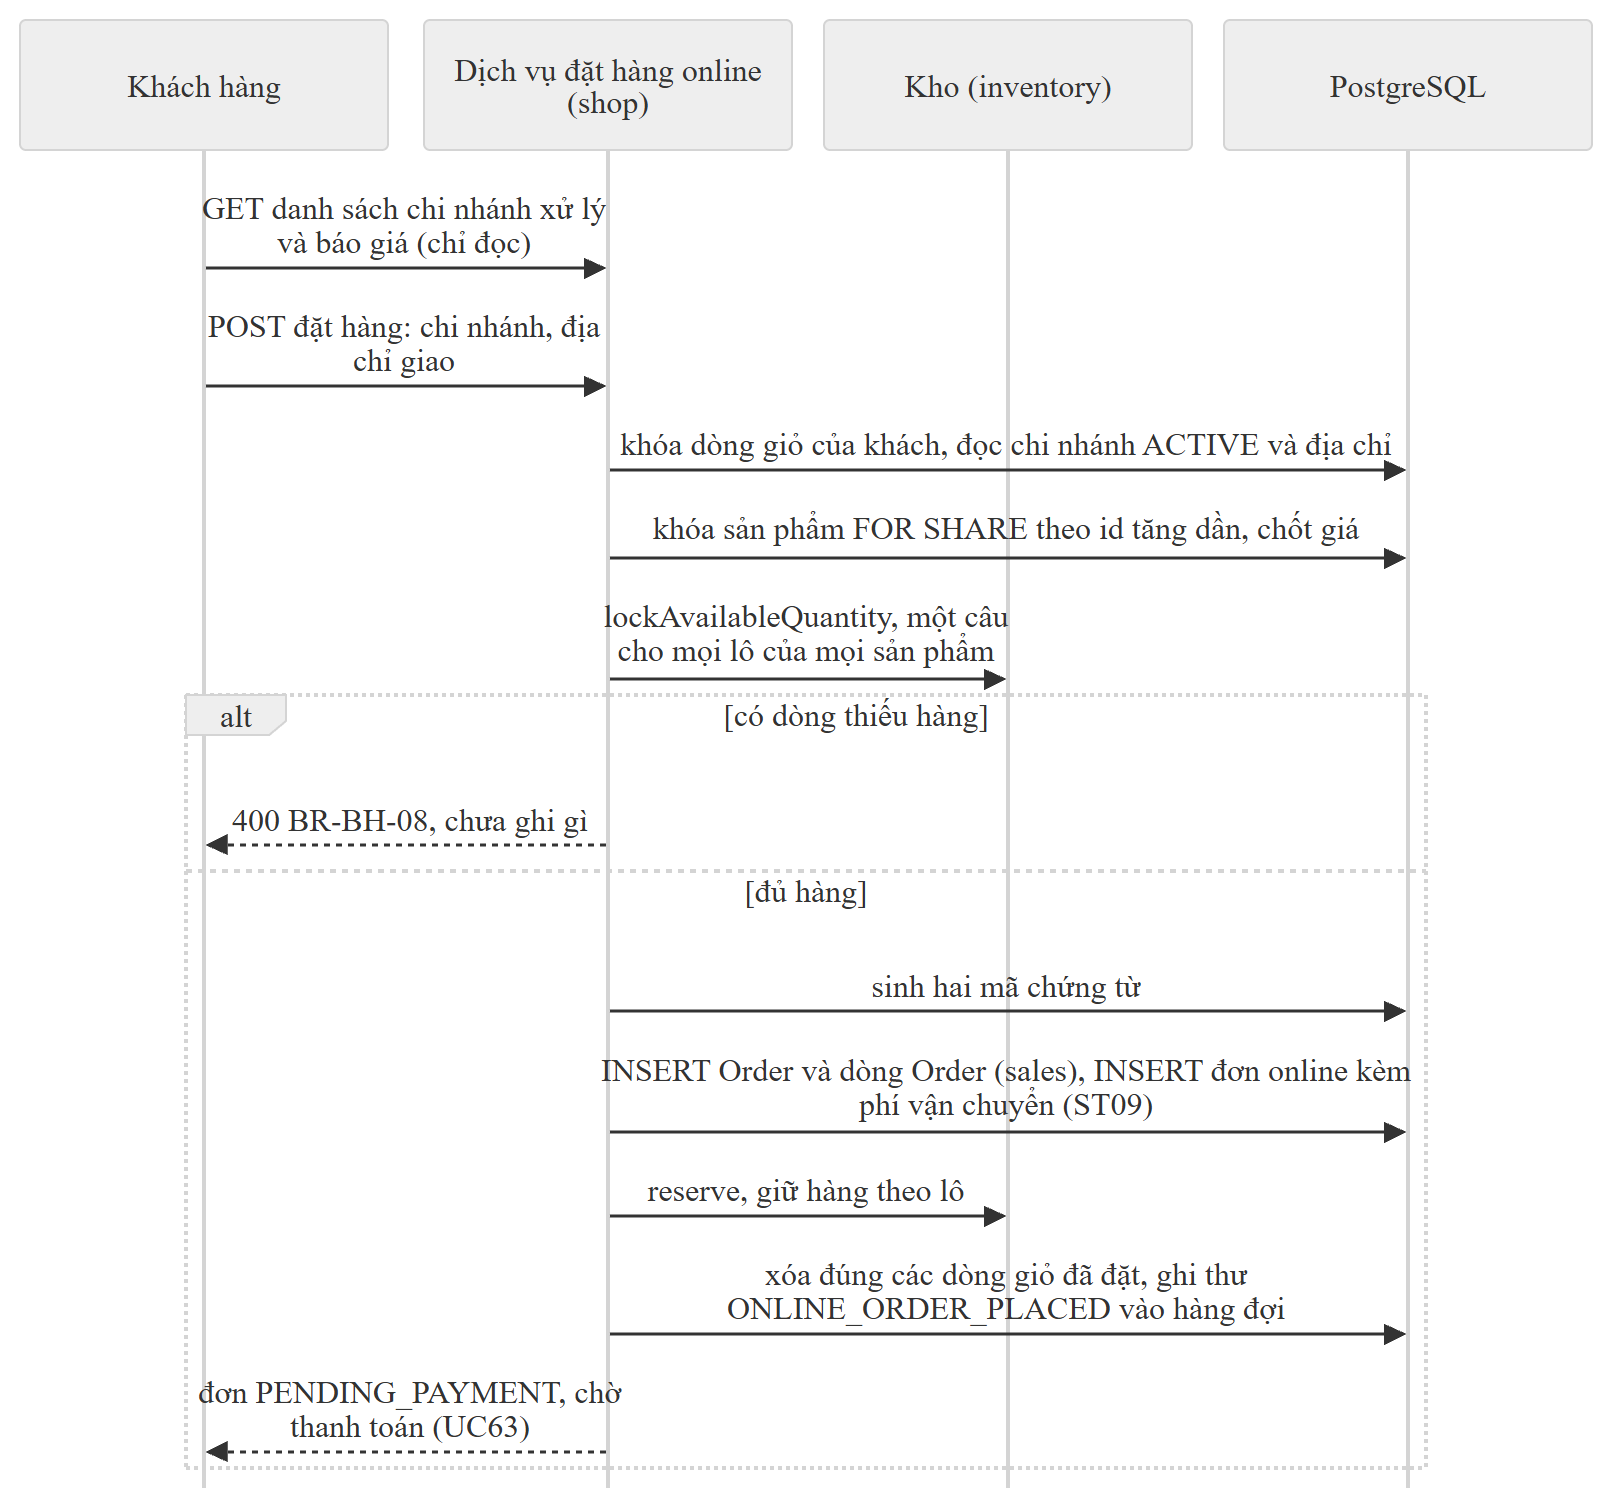 Khách hàng
Dịch vụ đặt hàng online
(shop)
Kho (inventory)
PostgreSQL
GET danh sách chi nhánh xử lý
và báo giá (chỉ đọc)
POST đặt hàng: chi nhánh, địa
chỉ giao
khóa dòng giỏ của khách, đọc chi nhánh ACTIVE và địa chỉ
khóa sản phẩm FOR SHARE theo id tăng dần, chốt giá
lockAvailableQuantity, một câu
cho mọi lô của mọi sản phẩm
alt
[có dòng thiếu hàng]
400 BR-BH-08, chưa ghi gì
[đủ hàng]
sinh hai mã chứng từ
INSERT Order và dòng Order (sales), INSERT đơn online kèm
phí vận chuyển (ST09)
reserve, giữ hàng theo lô
xóa đúng các dòng giỏ đã đặt, ghi thư
ONLINE_ORDER_PLACED vào hàng đợi
đơn PENDING_PAYMENT, chờ
thanh toán (UC63)